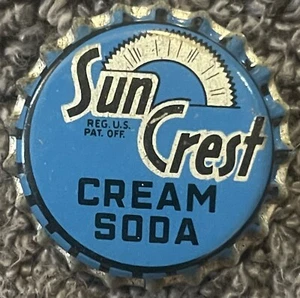 Sun
REG. U.S.
PAT. OFF.
Crest
CREAM
SODA